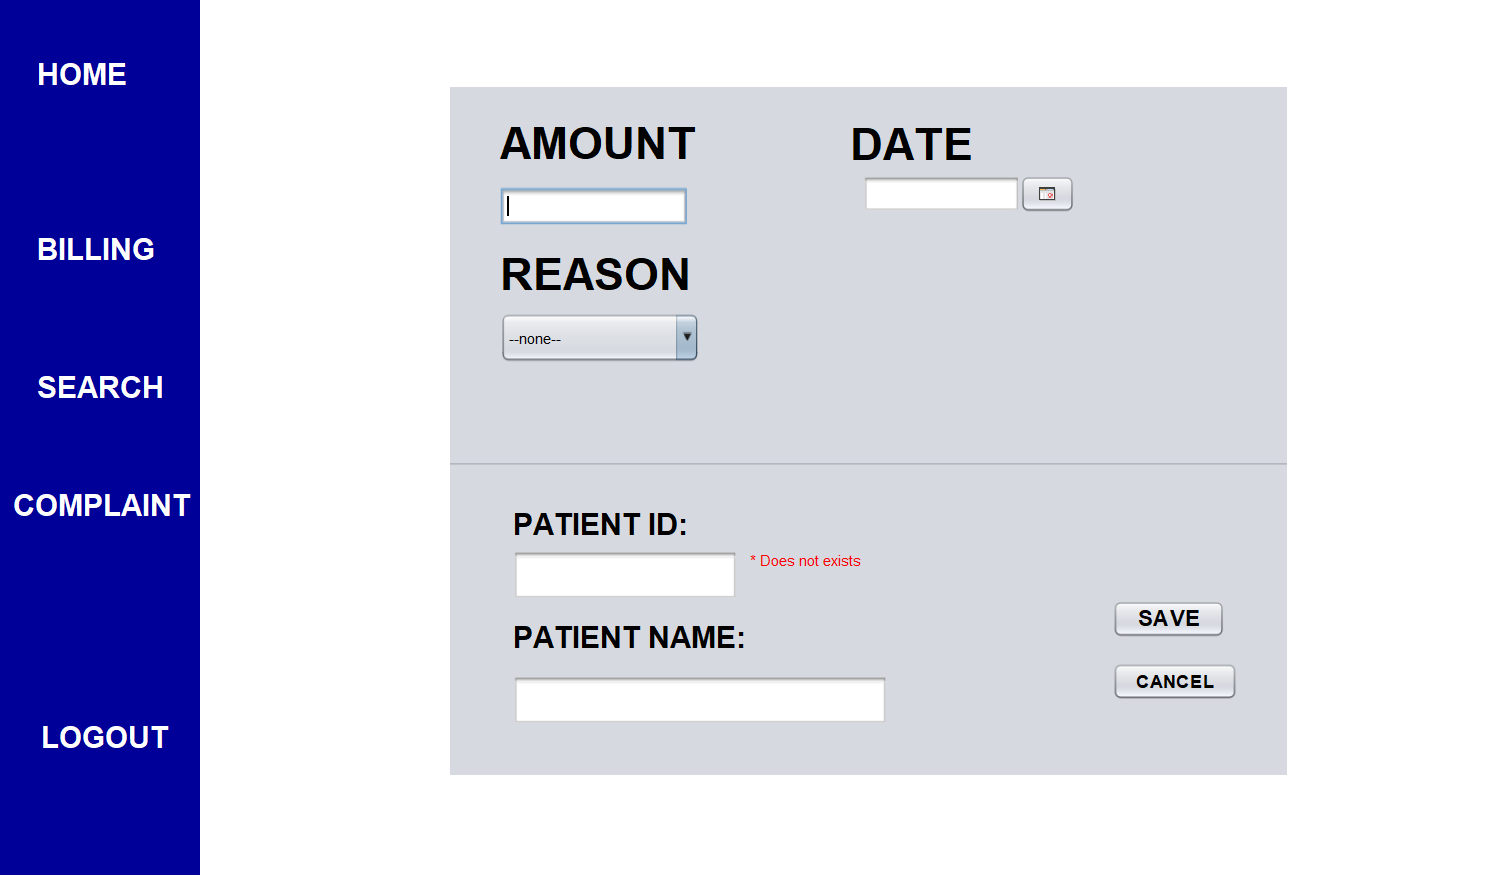 HOME
BILLING
SEARCH
COMPLAINT
LOGOUT
AMOUNT
DATE
REASON
--none--
PATIENT ID:
* Does not exists
PATIENT NAME:
SAVE
CANCEL